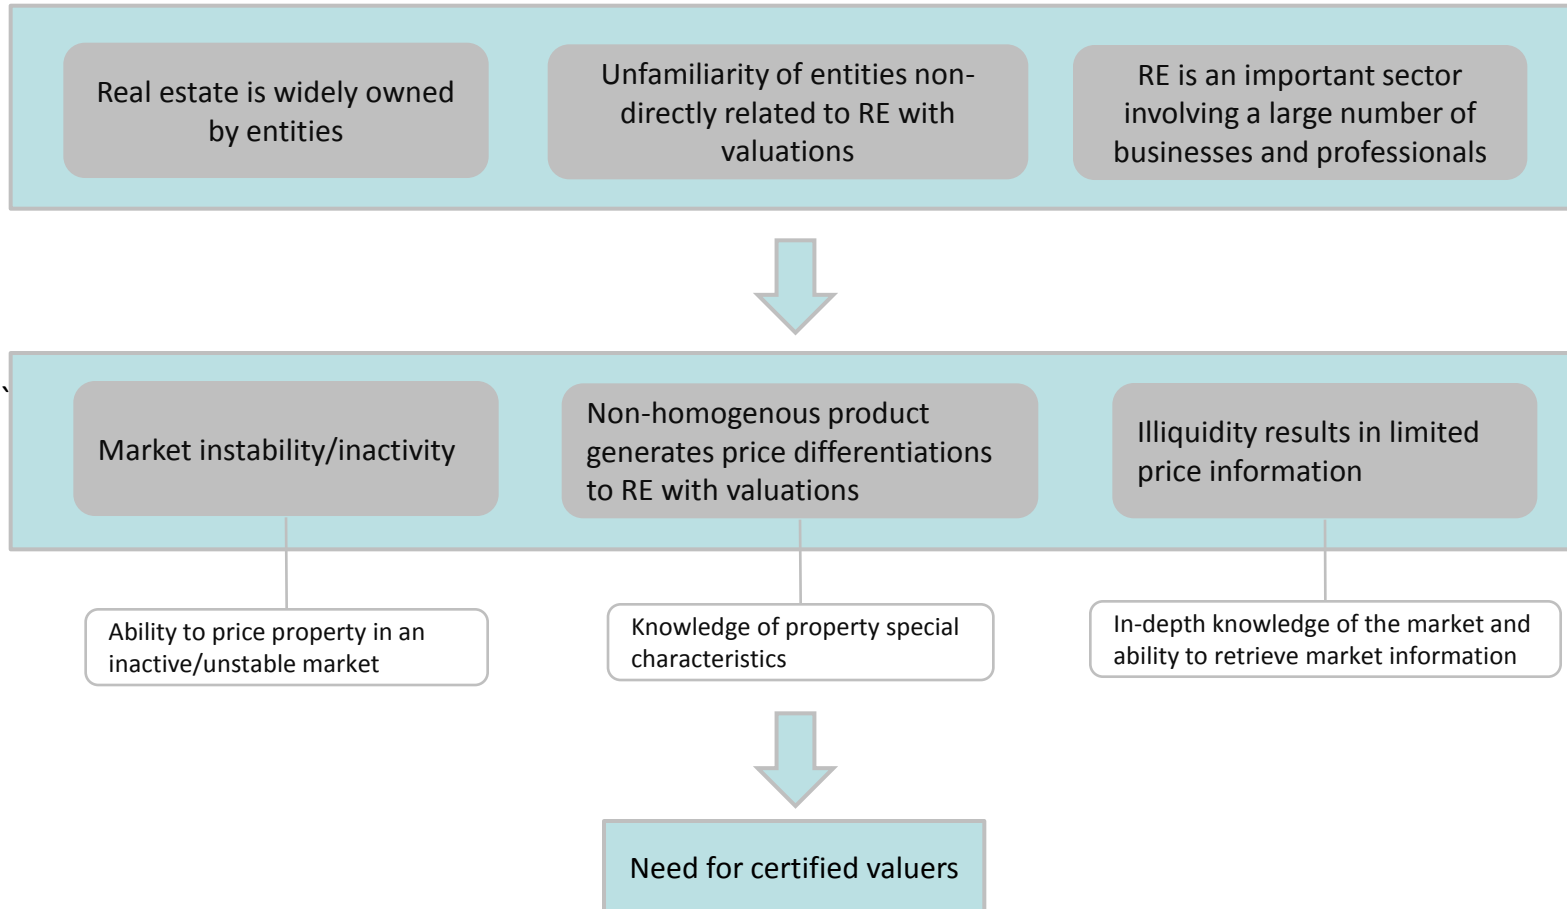 Real estate is widely owned
by entities
Unfamiliarity of entities non-
directly related to RE with
valuations
RE is an important sector
involving a large number of
businesses and professionals
`
Market instability/inactivity
Non-homogenous product
generates price differentiations
to RE with valuations
Illiquidity results in limited
price information
Ability to price property in an
inactive/unstable market
Knowledge of property special
characteristics
In-depth knowledge of the market and
ability to retrieve market information
Need for certified valuers